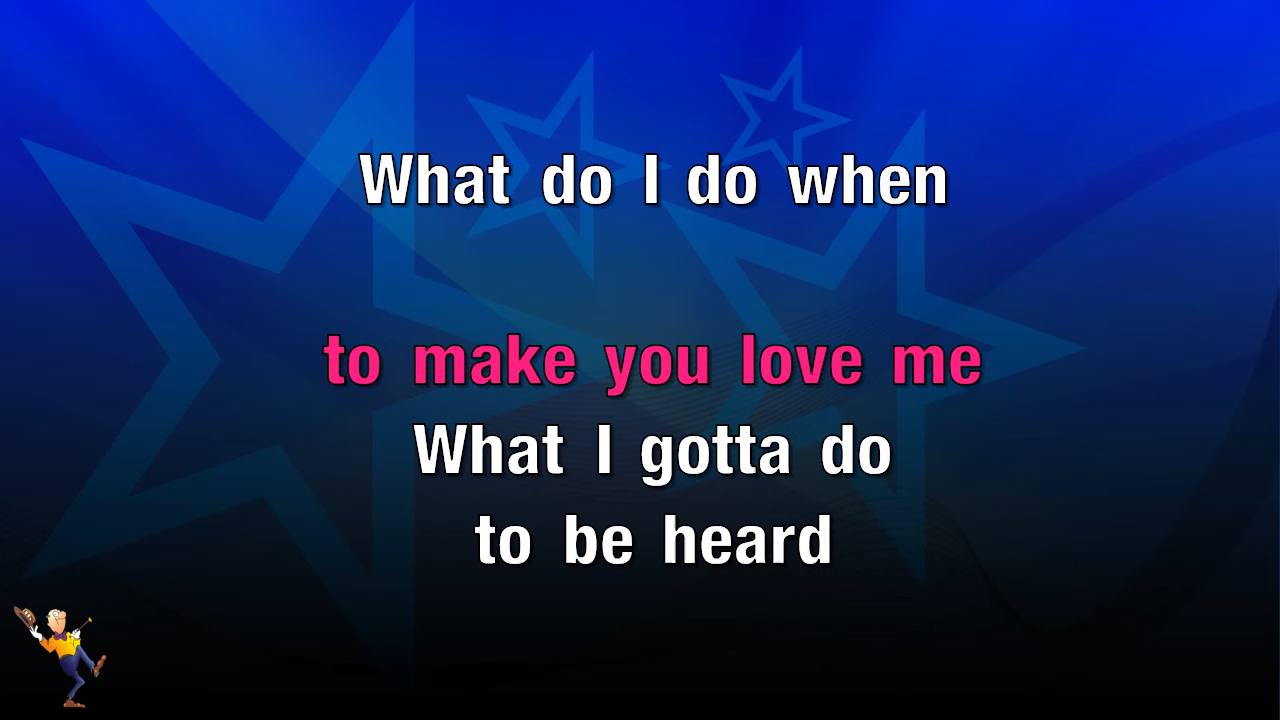 What do I do when
to make you love me
What I gotta do
to be heard